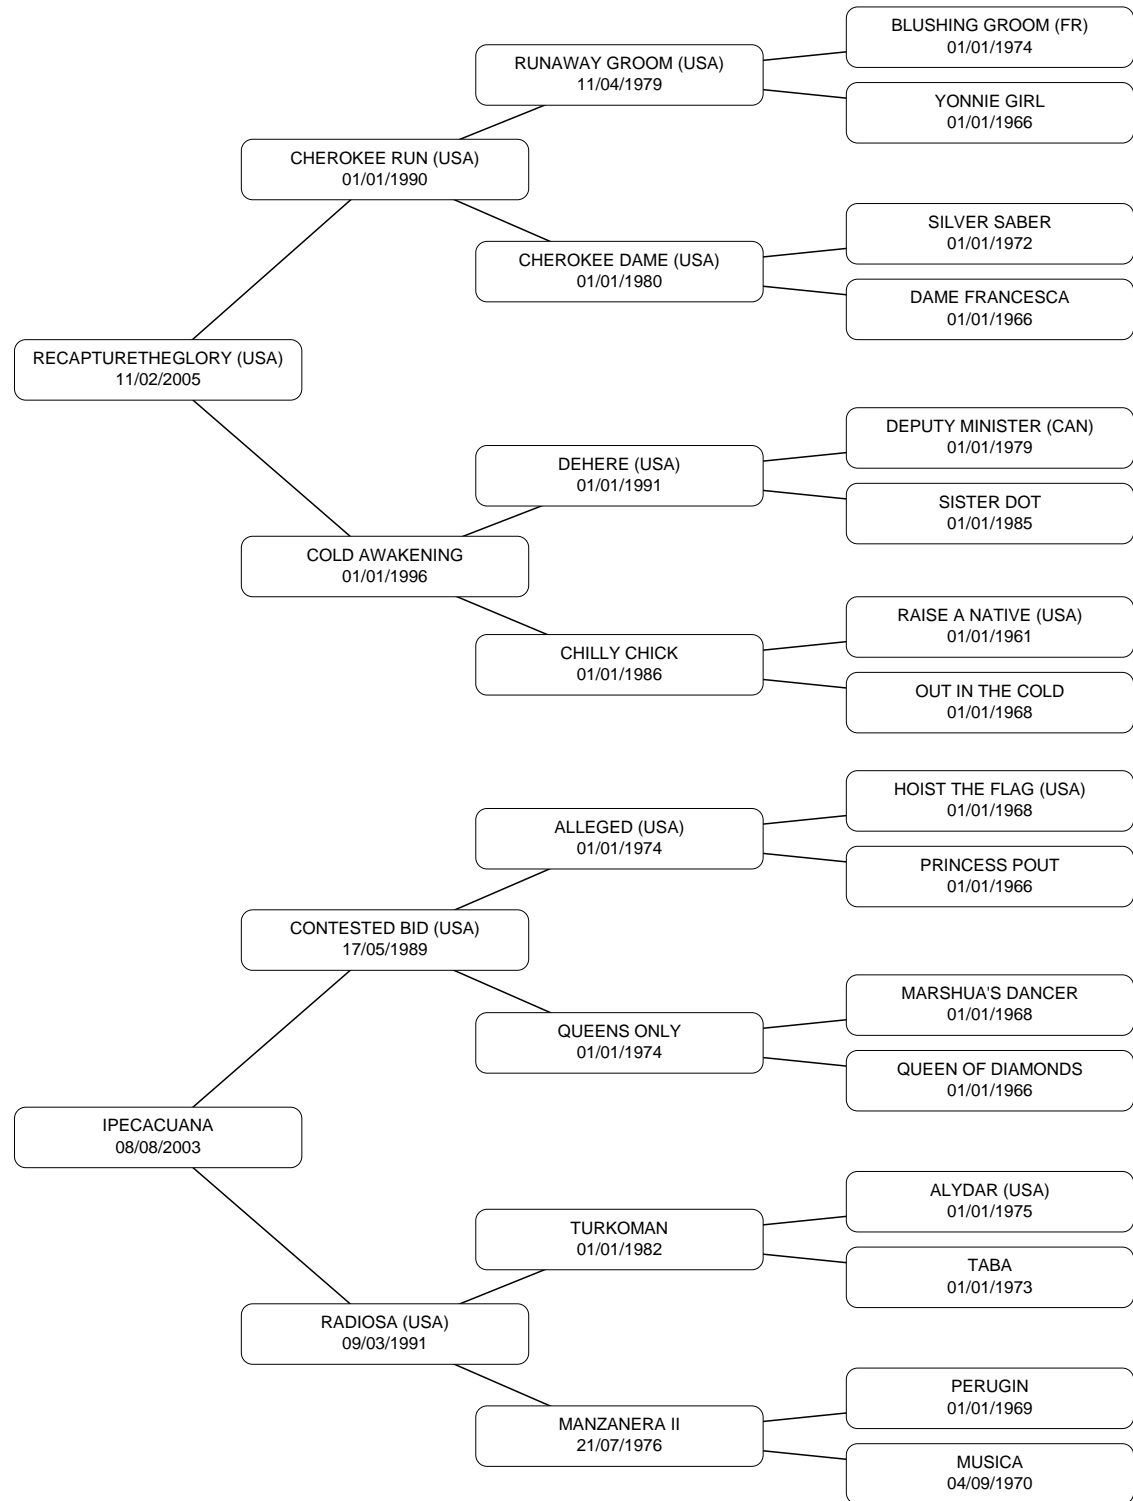 BLUSHING GROOM (FR)
01/01/1974
RUNAWAY GROOM (USA)
11/04/1979
YONNIE GIRL
01/01/1966
CHEROKEE RUN (USA)
01/01/1990
SILVER SABER
01/01/1972
CHEROKEE DAME (USA)
01/01/1980
DAME FRANCESCA
01/01/1966
RECAPTURETHEGLORY (USA)
11/02/2005
DEPUTY MINISTER (CAN)
01/01/1979
DEHERE (USA)
01/01/1991
SISTER DOT
01/01/1985
COLD AWAKENING
01/01/1996
RAISE A NATIVE (USA)
01/01/1961
CHILLY CHICK
01/01/1986
OUT IN THE COLD
01/01/1968
HOIST THE FLAG (USA)
01/01/1968
ALLEGED (USA)
01/01/1974
PRINCESS POUT
01/01/1966
CONTESTED BID (USA)
17/05/1989
MARSHUA'S DANCER
01/01/1968
QUEENS ONLY
01/01/1974
QUEEN OF DIAMONDS
01/01/1966
IPECACUANA
08/08/2003
ALYDAR (USA)
01/01/1975
TURKOMAN
01/01/1982
TABA
01/01/1973
RADIOSA (USA)
09/03/1991
PERUGIN
01/01/1969
MANZANERA II
21/07/1976
MUSICA
04/09/1970